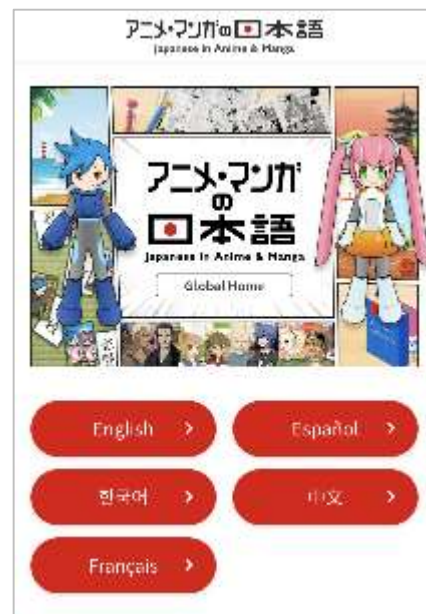 アニメ・マンガの日本語
Japanese in Anime & Manga
アニメ・マンガ
の
日本語
Japanese in Anime & Manga
Global Home
English
Español
한국어
中文
Français